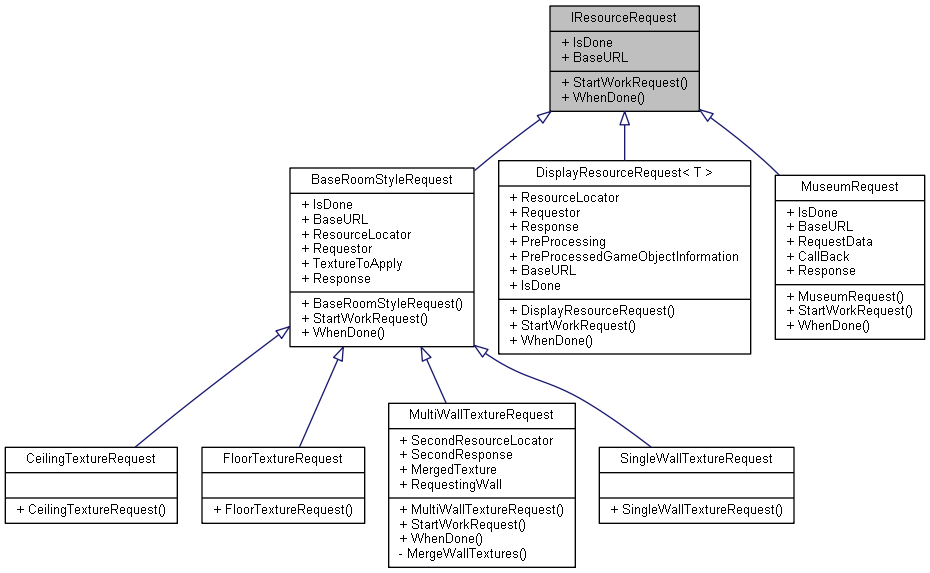 IResourceRequest
+ IsDone
+ BaseURL
+ StartWorkRequest()
+ WhenDone()
BaseRoomStyleRequest
+ IsDone
+ BaseURL
+ ResourceLocator
+ Requestor
+ TextureToApply
+ Response
+ BaseRoomStyleRequest()
+ StartWorkRequest()
+ WhenDone()
DisplayResourceRequest< T >
+ ResourceLocator
+ Requestor
+ Response
+ PreProcessing
+ PreProcessedGameObjectInformation
+ BaseURL
+ IsDone
+ DisplayResourceRequest()
+ StartWorkRequest()
+ WhenDone()
MuseumRequest
+ IsDone
+ BaseURL
+ RequestData
+ CallBack
+ Response
+ MuseumRequest()
+ StartWorkRequest()
+ WhenDone()
CeilingTextureRequest
+ CeilingTextureRequest()
FloorTextureRequest
+ FloorTextureRequest()
MultiWallTextureRequest
+ SecondResourceLocator
+ SecondResponse
+ MergedTexture
+ RequestingWall
+ MultiWallTextureRequest()
+ StartWorkRequest()
+ WhenDone()
- MergeWallTextures()
SingleWallTextureRequest
+ SingleWallTextureRequest()